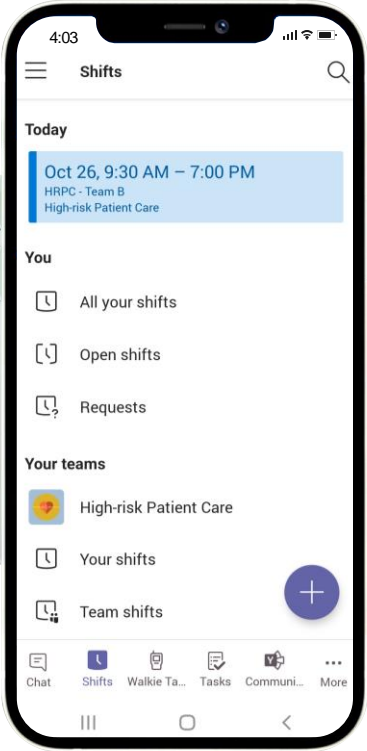 4:03
Shifts
Today
Oct 26, 9:30 AM – 7:00 PM
HRPC - Team B
High-risk Patient Care
You
All your shifts
Open shifts
Requests
Your teams
High-risk Patient Care
Your shifts
Team shifts
Chat
Shifts
Walkie Ta...
Tasks
Communi...
More